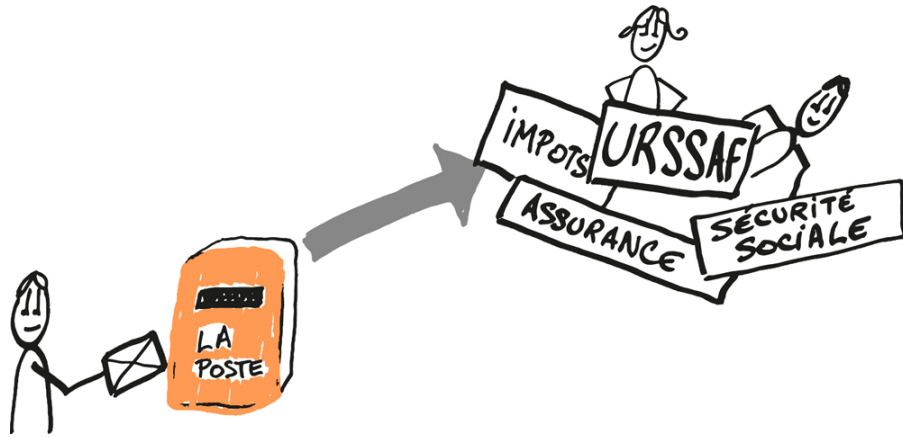 iMPOTS
URSSAF
ASSURANCE
SÉCURiTÉ
SOCiALE
LA
POSTE